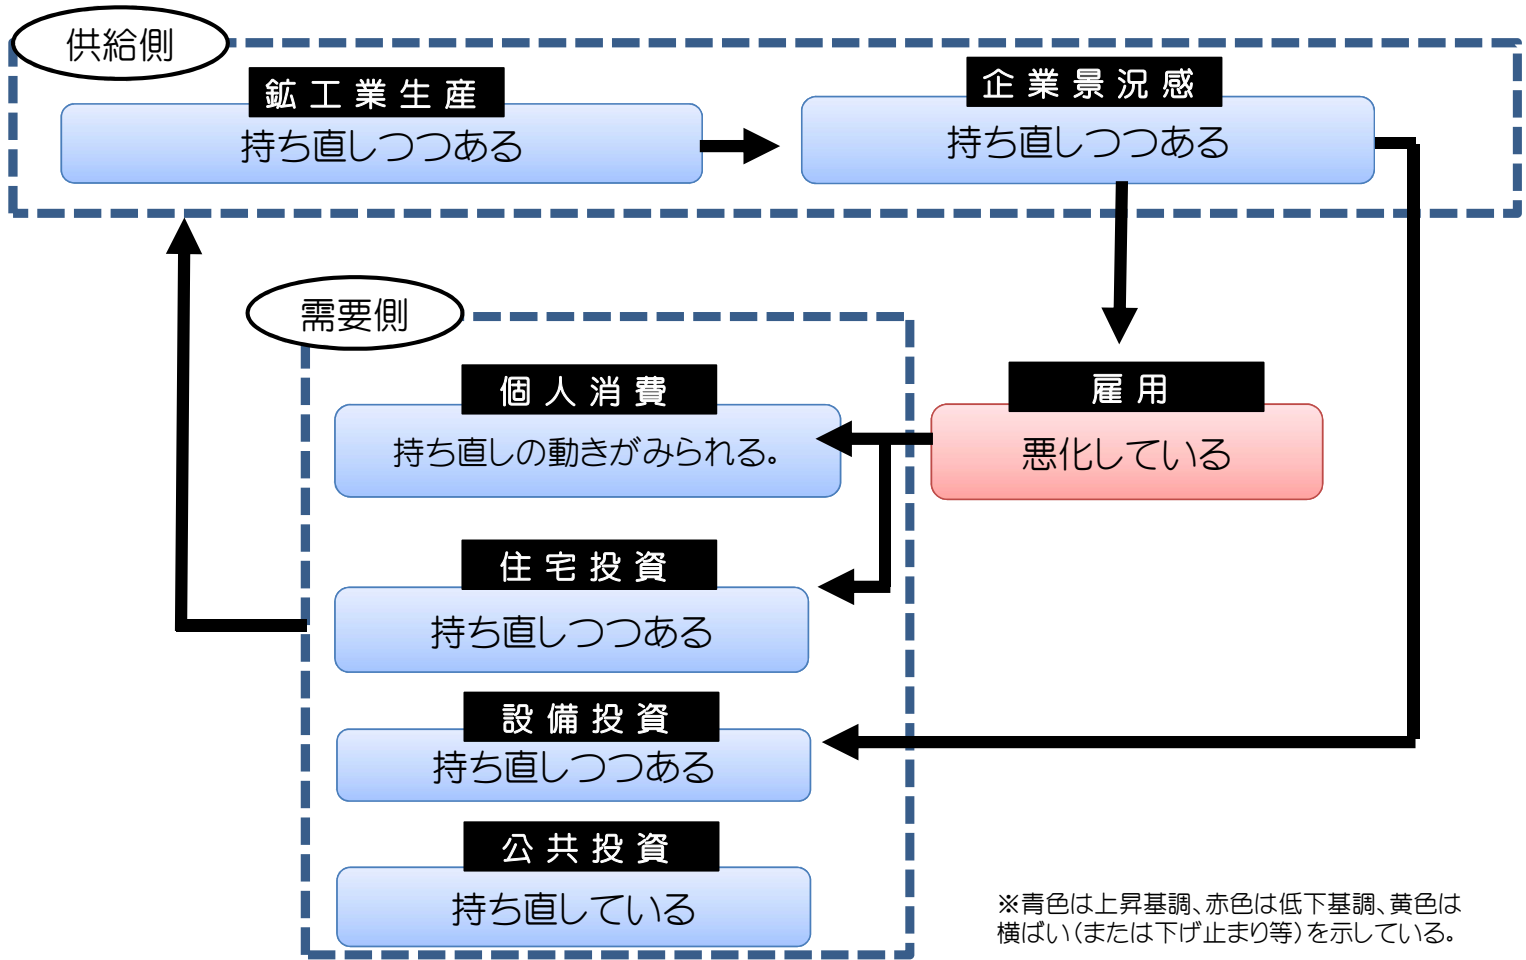 供給側
鉱工業生産
持ち直しつつある
企業景況感
持ち直しつつある
需要側
個人消費
持ち直しの動きがみられる。
雇用
悪化している
住宅投資
持ち直しつつある
設備投資
持ち直しつつある
公共投資
持ち直している
※青色は上昇基調、赤色は低下基調、黄色は
横ばい（または下げ止まり等）を示している。